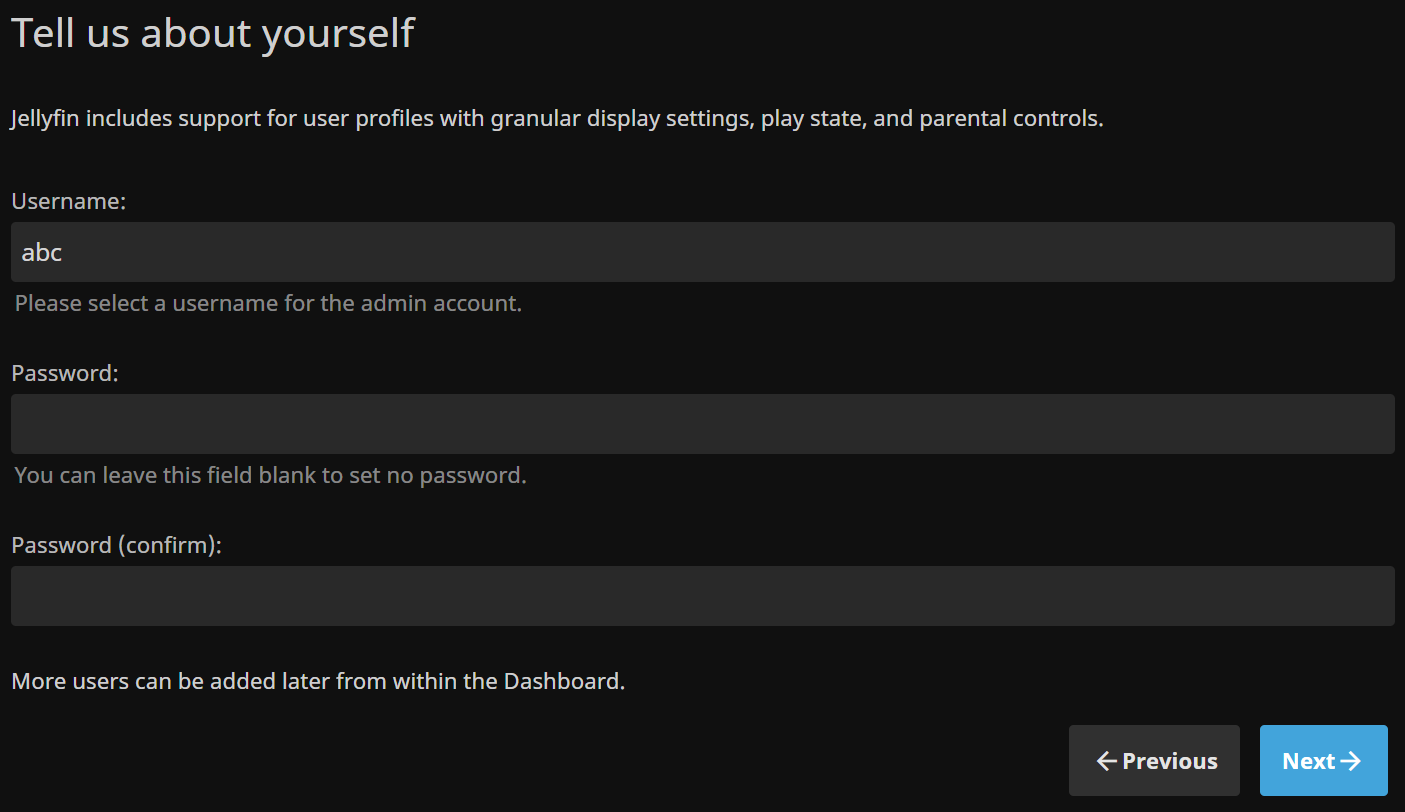 Tell us about yourself
Jellyfin includes support for user profiles with granular display settings, play state, and parental controls.
Username:
abc
Please select a username for the admin account.
Password:
You can leave this field blank to set no password.
Password (confirm):
More users can be added later from within the Dashboard.
← Previous
Next →